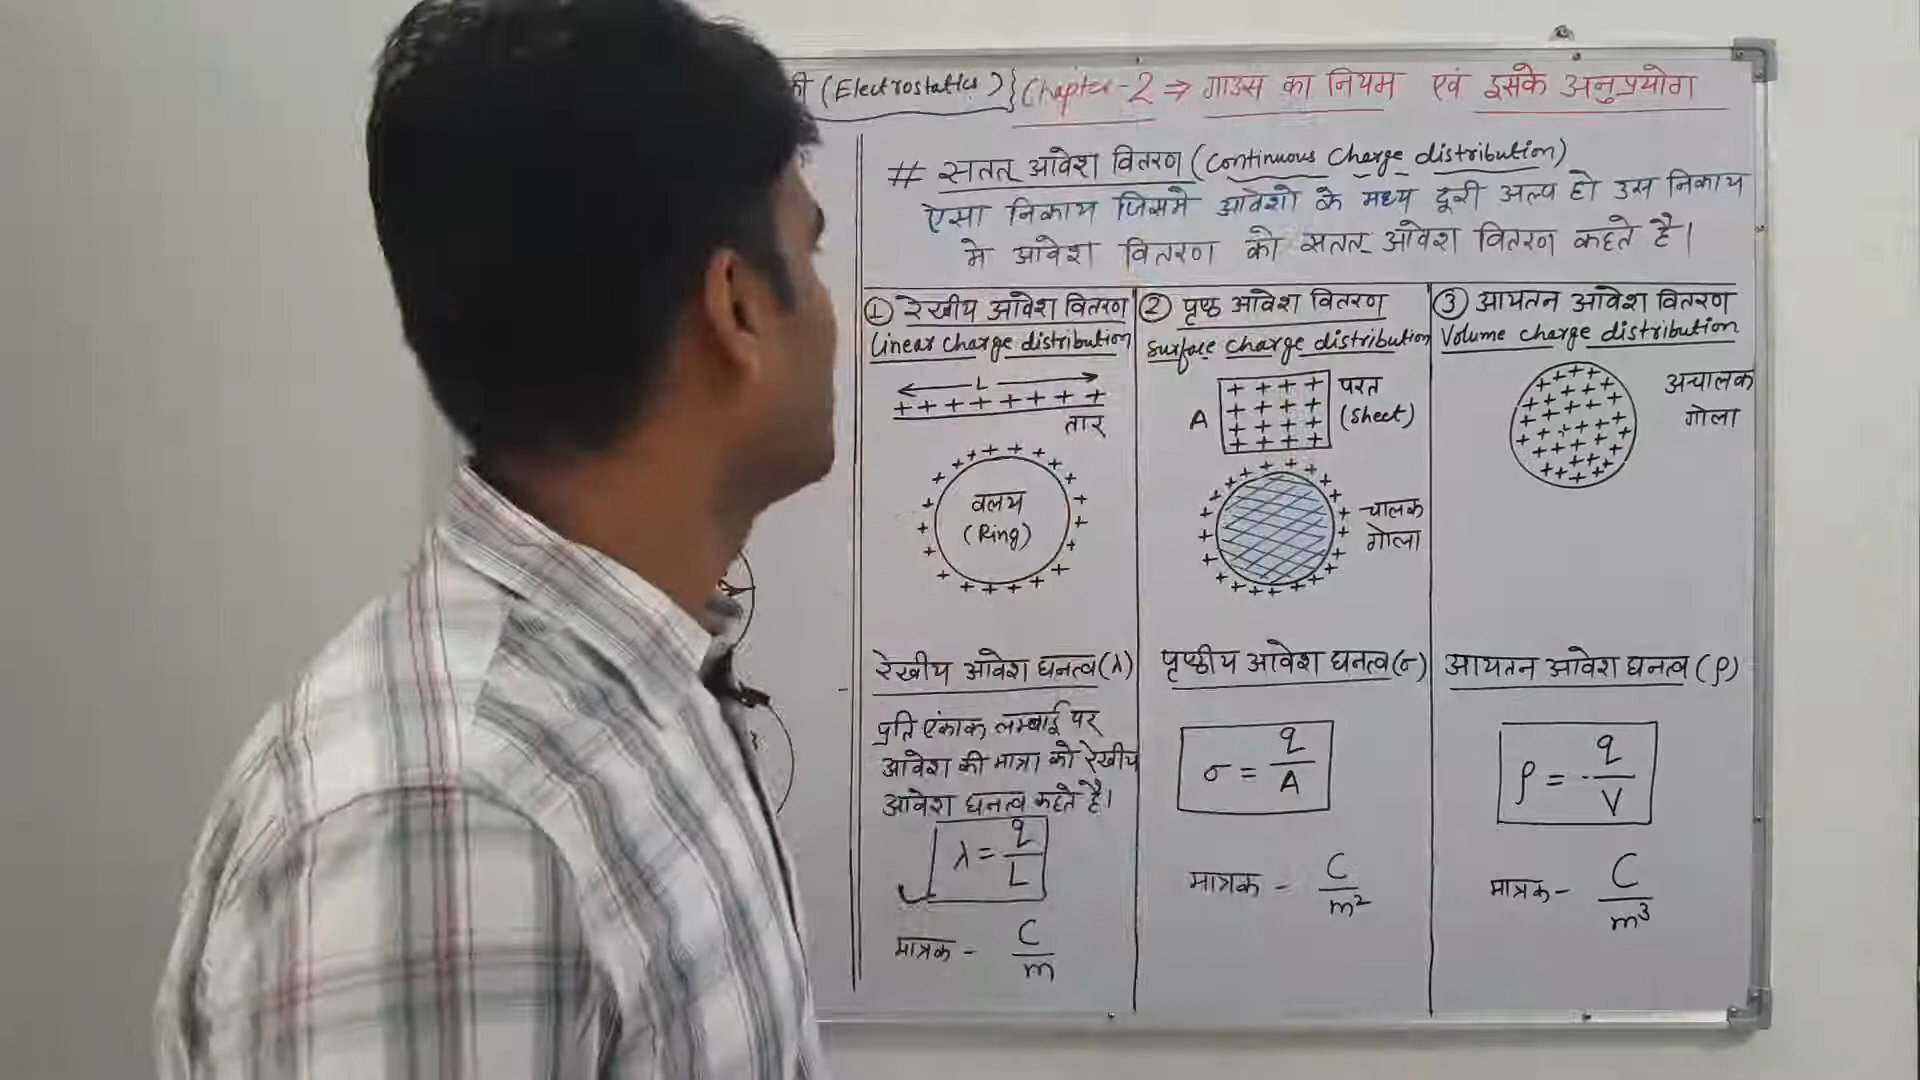 की (Electrostatics)} Chapter-2 ⇒ गाउस का नियम एवं इसके अनुप्रयोग
# सतत् आवेश वितरण (Continuous Charge distribution)
ऐसा निकाय जिसमे आवेशो के मध्य दूरी अल्प हो उस निकाय
मे आवेश वितरण को सतत् आवेश वितरण कहते है।
① रेखीय आवेश वितरण
Linear charge distribution
L
+ + + + + + + + +
तार
वलय
(Ring)
रेखीय आवेश घनत्व (λ)
प्रति एंकाक लम्बाई पर
आवेश की मात्रा को रेखीय
आवेश घनत्व कहते है।
λ = q/L
मात्रक - C/m
② पृष्ठ आवेश वितरण
Surface charge distribution
A
+ + + +
+ + + +
+ + + +
+ + + +
परत
(Sheet)
चालक
गोला
पृष्ठीय आवेश घनत्व (σ)
σ = q/A
मात्रक - C/m²
③ आयतन आवेश वितरण
Volume charge distribution
अचालक
गोला
आयतन आवेश घनत्व (ρ)
ρ = q/V
मात्रक - C/m³